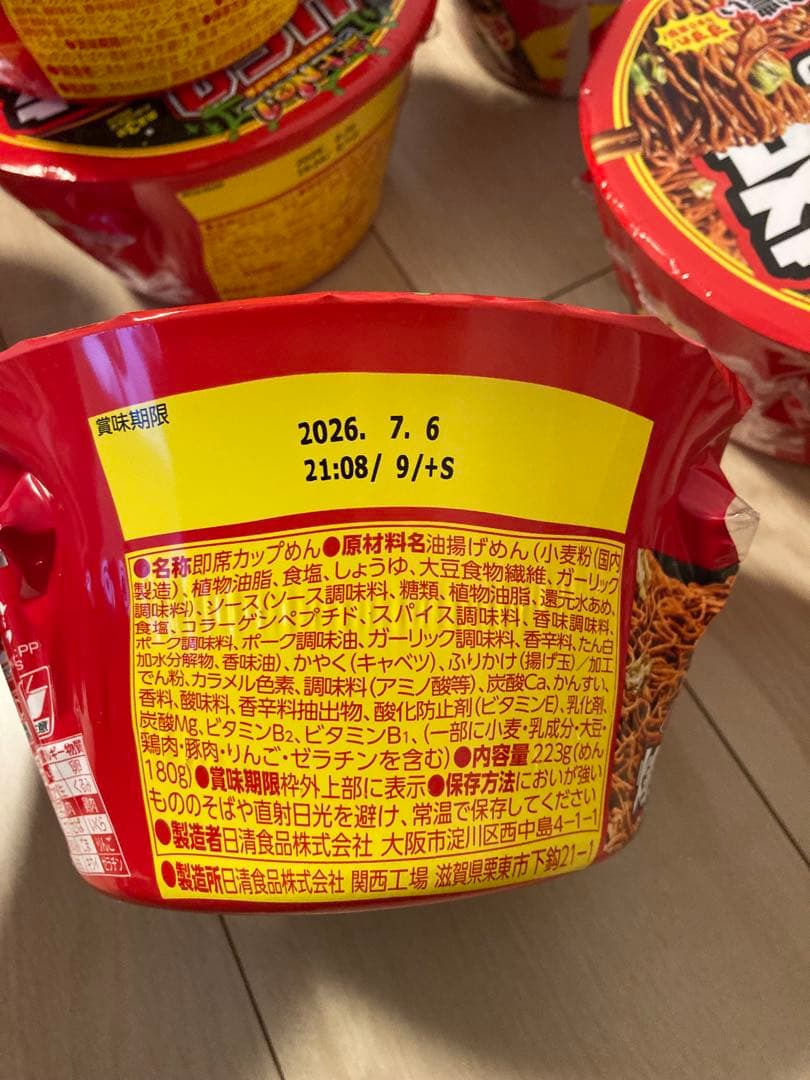 賞味期限
2026. 7. 6
21:08/ 9/+S
●名称即席カップめん●原材料名油揚げめん(小麦粉(国内
製造)、植物油脂、食塩、しょうゆ、大豆食物繊維、ガーリック
調味料)、ソース(ソース調味料、糖類、植物油脂、還元水あめ、
食塩、コラーゲンペプチド、スパイス調味料、香味調味料、
ポーク調味料、ポーク調味油、ガーリック調味料、香辛料、たん白
加水分解物、香味油)、かやく(キャベツ)、ふりかけ(揚げ玉)/加工
でん粉、カラメル色素、調味料(アミノ酸等)、炭酸Ca、かんすい、
香料、酸味料、香辛料抽出物、酸化防止剤(ビタミンE)、乳化剤、
炭酸Mg、ビタミンB₂、ビタミンB₁、(一部に小麦・乳成分・大豆・
鶏肉・豚肉・りんご・ゼラチンを含む)●内容量223g(めん
180g)●賞味期限枠外上部に表示●保存方法においが強い
もののそばや直射日光を避け、常温で保存してください
●製造者日清食品株式会社 大阪市淀川区西中島4-1-1
●製造所日清食品株式会社 関西工場 滋賀県栗東市下鈎21-1
ギー物質
卵
くるみ
いくら
りんご
ゼラチン